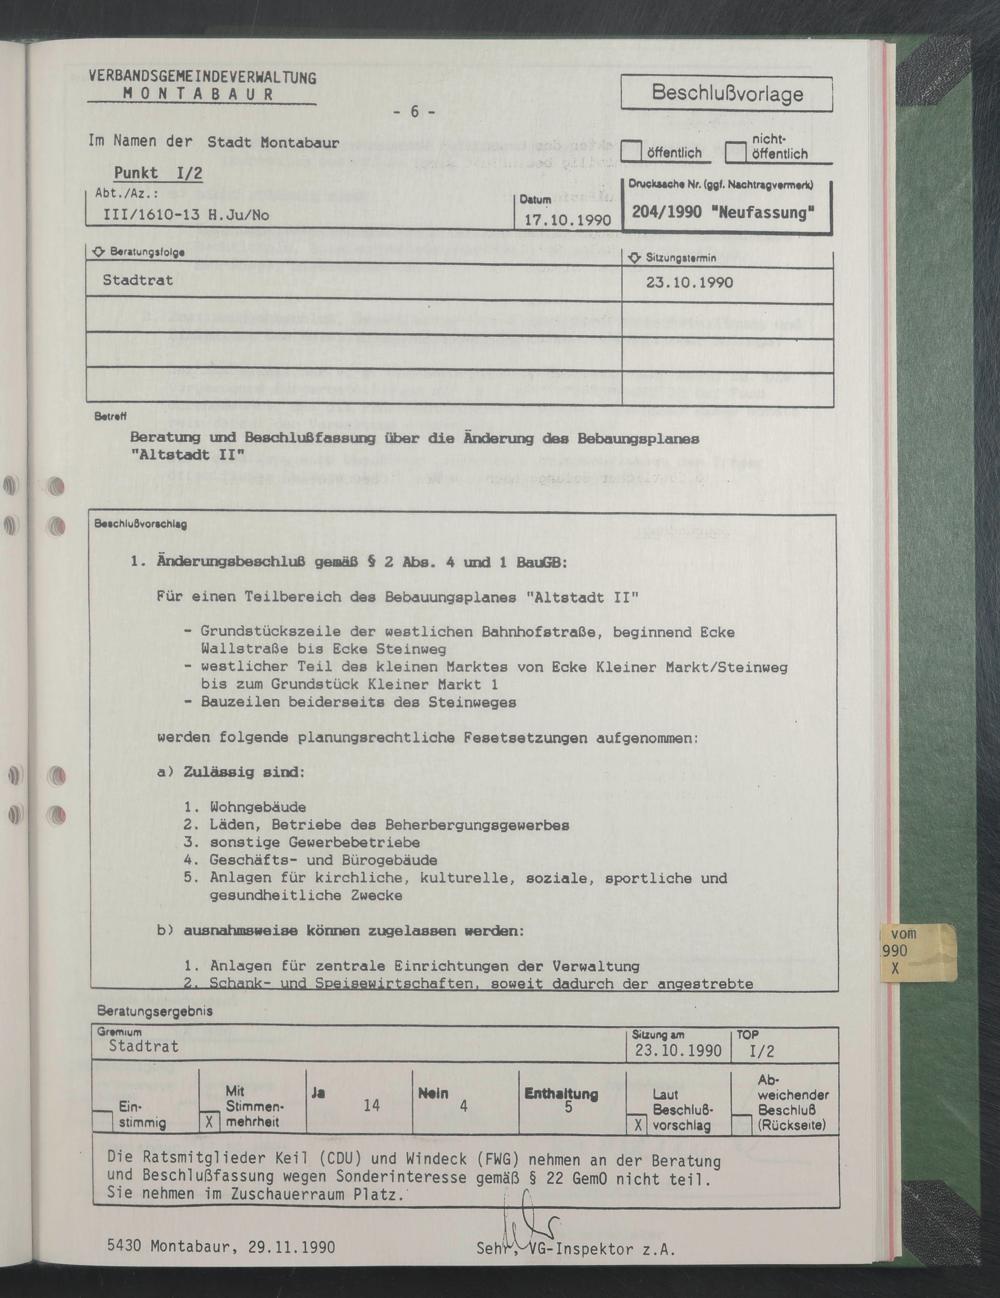 VERBANDSGEMEINDEVERWALTUNG
MONTABAUR
- 6 -
Beschlußvorlage
Im Namen der Stadt Montabaur
öffentlich
nicht-
öffentlich
Punkt I/2
Abt./Az.:
III/1610-13 H.Ju/No
Datum
17.10.1990
Drucksache Nr. (ggf. Nachtragvermerk)
204/1990 "Neufassung"
Beratungsfolge
Sitzungstermin
Stadtrat
23.10.1990
Betreff
Beratung und Beschlußfassung über die Änderung des Bebaungsplanes
"Altstadt II"
Beschlußvorschlag
1. Änderungsbeschluß gemäß § 2 Abs. 4 und 1 BauGB:
Für einen Teilbereich des Bebauungsplanes "Altstadt II"
- Grundstückszeile der westlichen Bahnhofstraße, beginnend Ecke
Wallstraße bis Ecke Steinweg
- westlicher Teil des kleinen Marktes von Ecke Kleiner Markt/Steinweg
bis zum Grundstück Kleiner Markt 1
- Bauzeilen beiderseits des Steinweges
werden folgende planungsrechtliche Fesetsetzungen aufgenommen:
a) Zulässig sind:
1. Wohngebäude
2. Läden, Betriebe des Beherbergungsgewerbes
3. sonstige Gewerbebetriebe
4. Geschäfts- und Bürogebäude
5. Anlagen für kirchliche, kulturelle, soziale, sportliche und
gesundheitliche Zwecke
b) ausnahmsweise können zugelassen werden:
1. Anlagen für zentrale Einrichtungen der Verwaltung
2. Schank- und Speisewirtschaften, soweit dadurch der angestrebte
vom
990
X
Beratungsergebnis
Gremium
Stadtrat
Sitzung am
23.10.1990
TOP
I/2
Ein-
stimmig
X
Mit
Stimmen-
mehrheit
Ja
14
Nein
4
Enthaltung
5
X
Laut
Beschluß-
vorschlag
Ab-
weichender
Beschluß
(Rückseite)
Die Ratsmitglieder Keil (CDU) und Windeck (FWG) nehmen an der Beratung
und Beschlußfassung wegen Sonderinteresse gemäß § 22 GemO nicht teil.
Sie nehmen im Zuschauerraum Platz.
5430 Montabaur, 29.11.1990
Sehr, VG-Inspektor z.A.